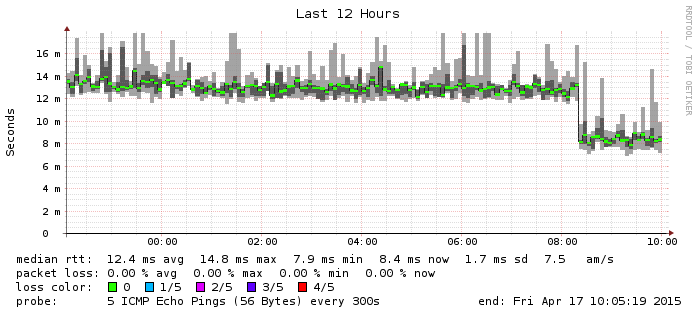 Last 12 Hours
RRDTOOL / TOBI OETIKER
Seconds
16 m
14 m
12 m
10 m
8 m
6 m
4 m
2 m
0
00:00 02:00 04:00 06:00 08:00 10:00
median rtt: 12.4 ms avg 14.8 ms max 7.9 ms min 8.4 ms now 1.7 ms sd 7.5 am/s
packet loss: 0.00 % avg 0.00 % max 0.00 % min 0.00 % now
loss color: 0 1/5 2/5 3/5 4/5
probe: 5 ICMP Echo Pings (56 Bytes) every 300s end: Fri Apr 17 10:05:19 2015